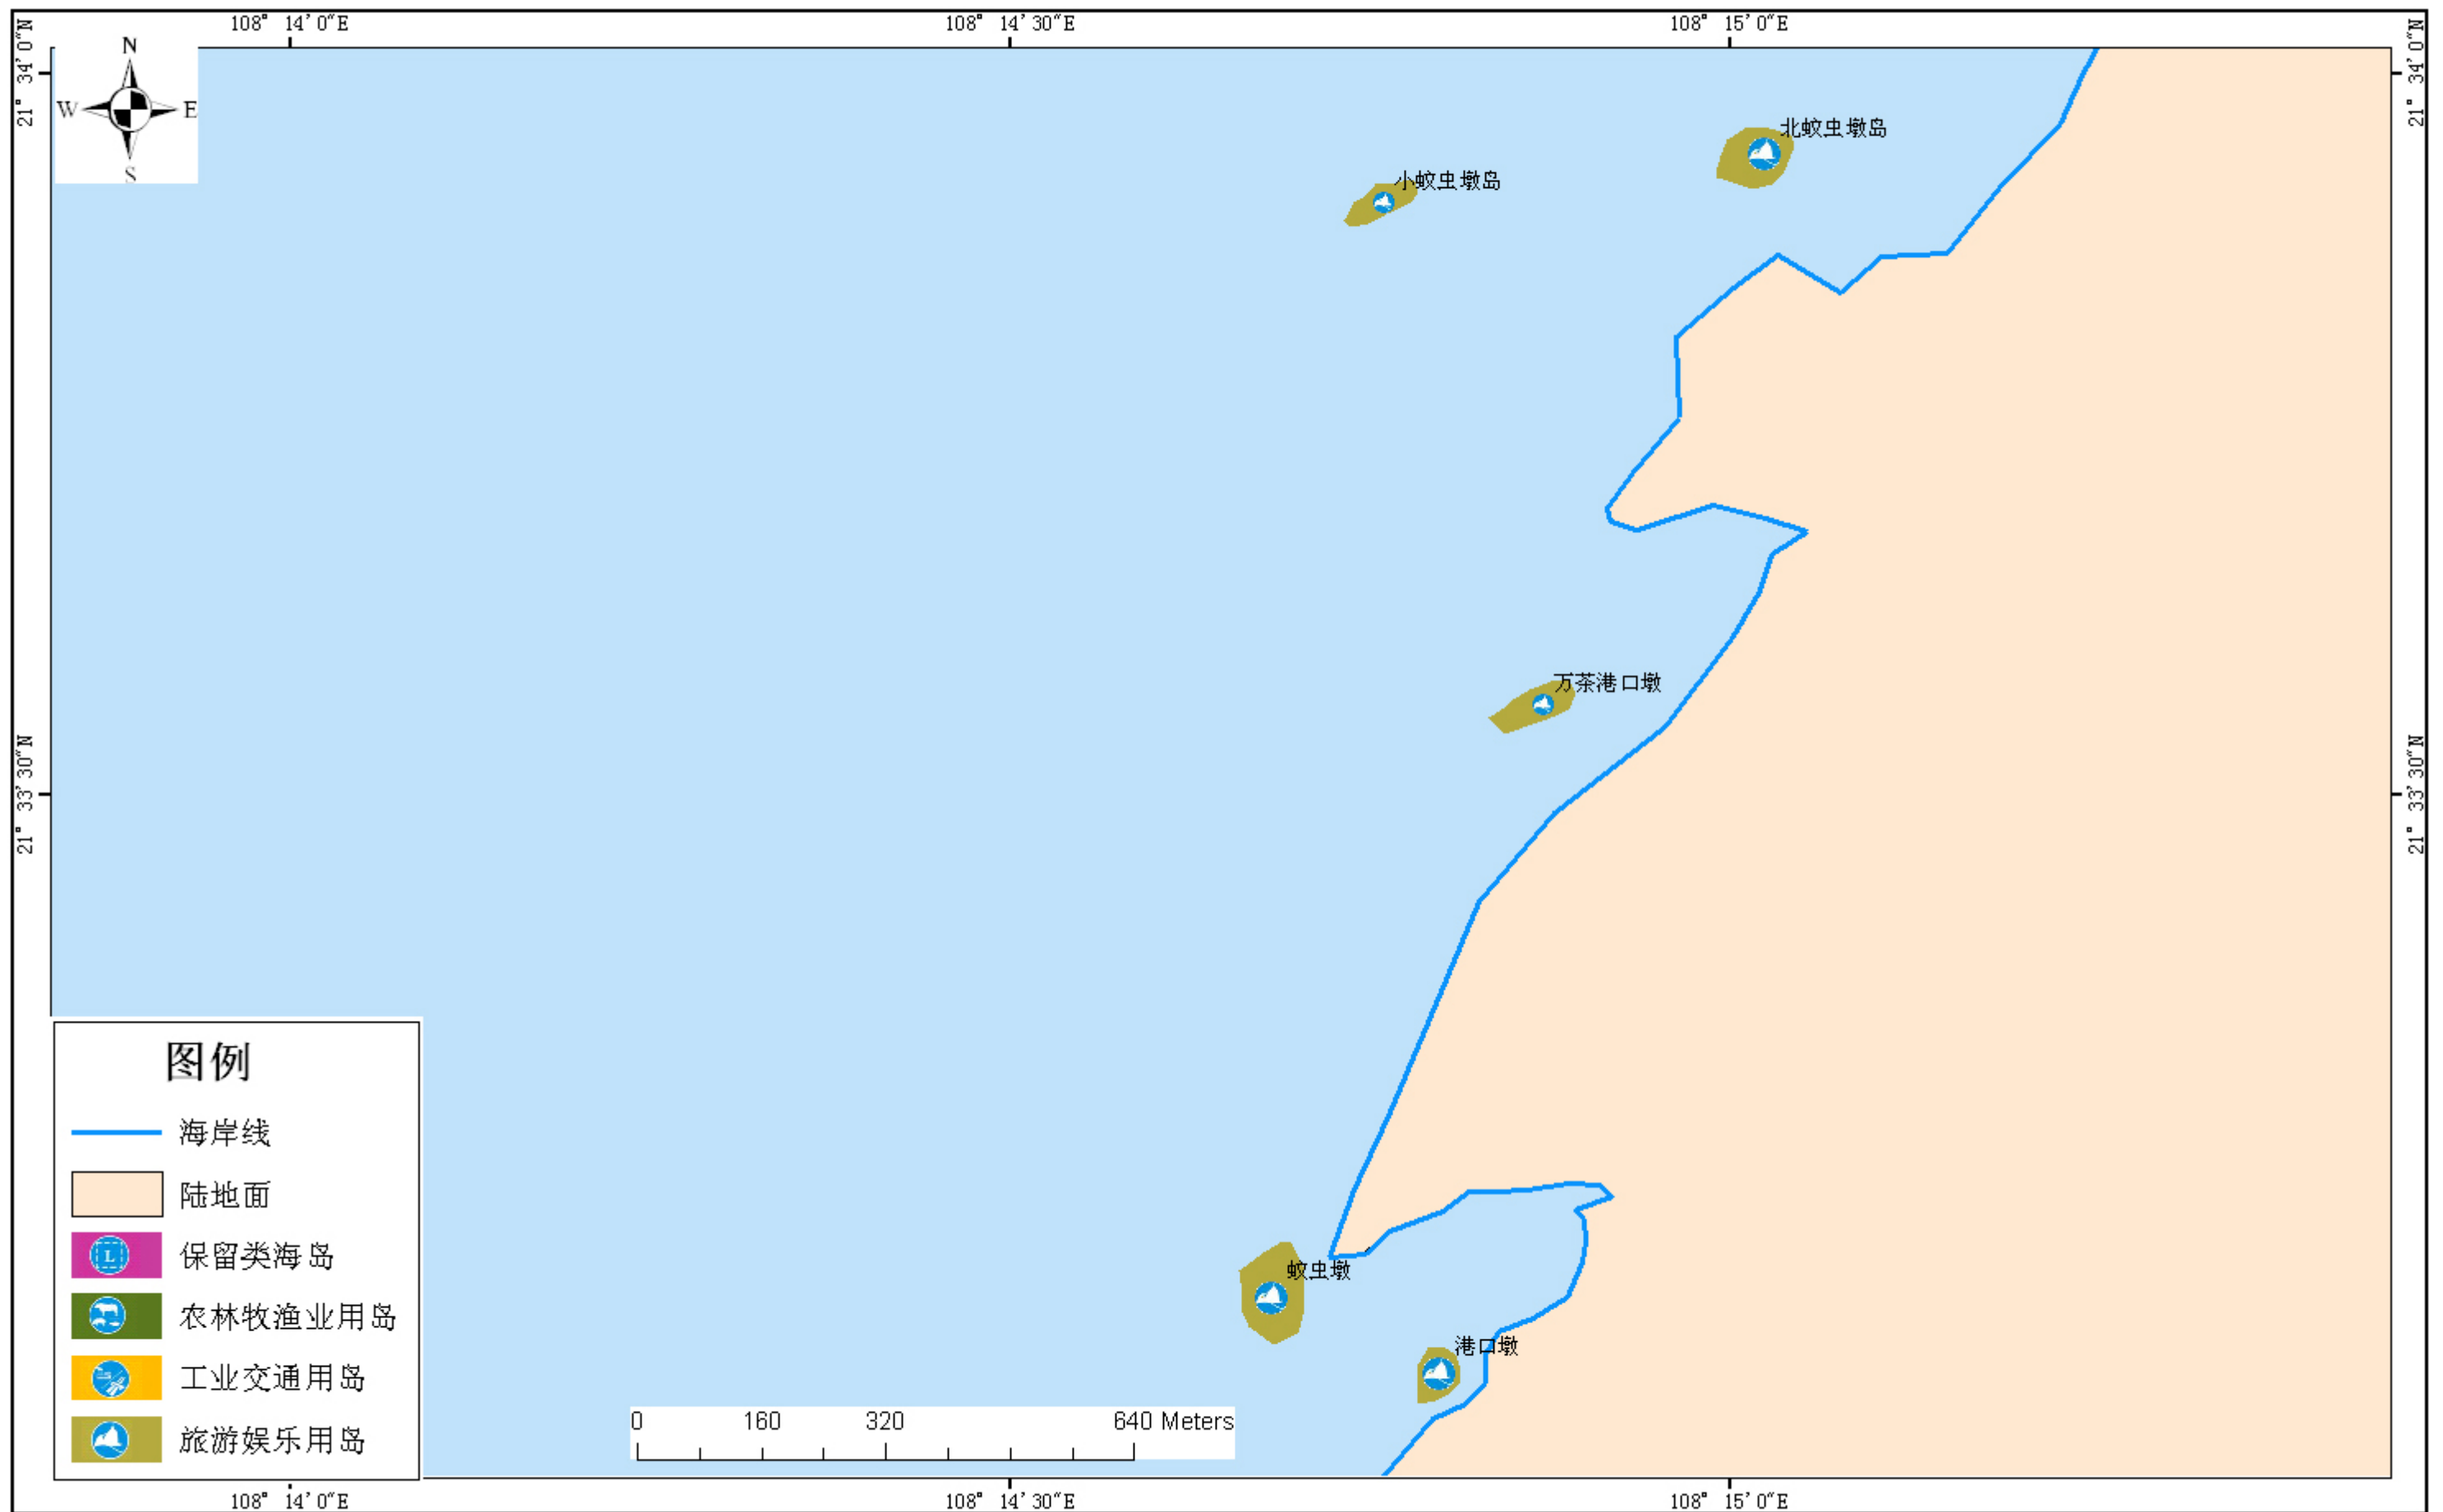 108° 14'0"E
108° 14'30"E
108° 15'0"E
21° 34'0"N
21° 34'0"N
N
W
E
S
北蚊虫墩岛
小蚊虫墩岛
万茶港口墩
21° 33'30"N
21° 33'30"N
图例
海岸线
陆地面
L
保留类海岛
农林牧渔业用岛
工业交通用岛
旅游娱乐用岛
蚊虫墩
港口墩
0 160 320 640 Meters
108° 14'0"E
108° 14'30"E
108° 15'0"E